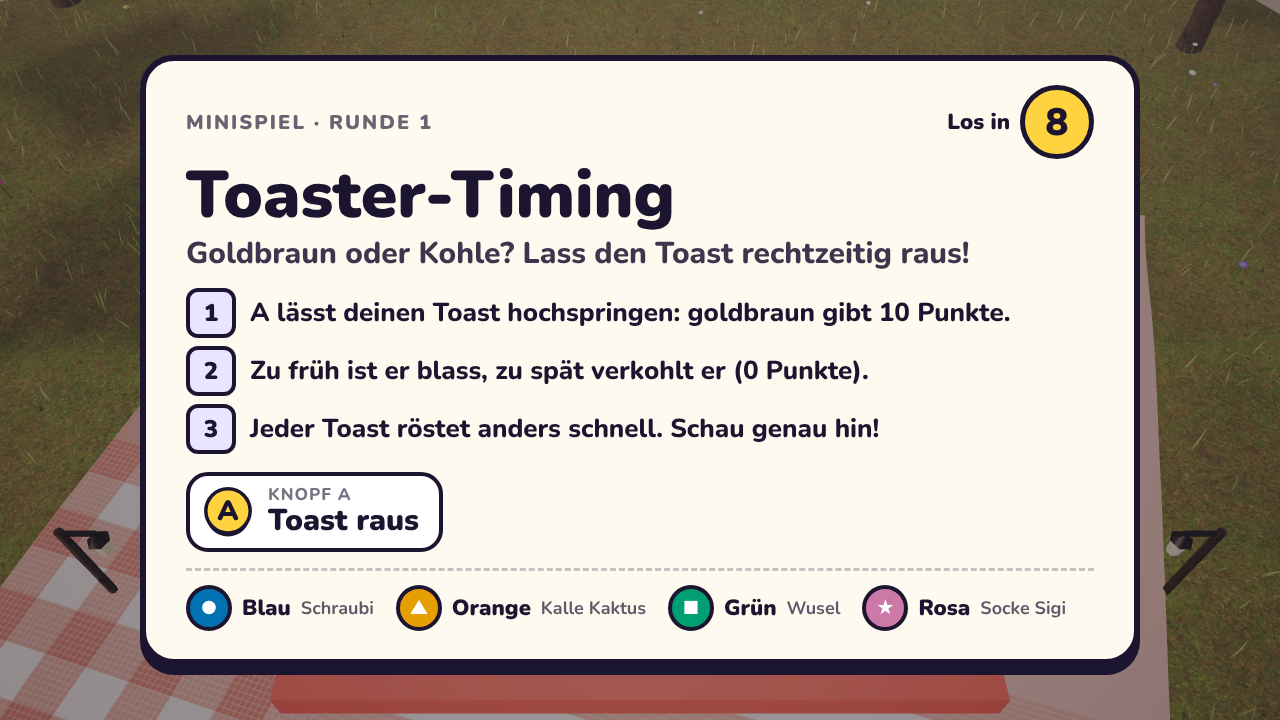 MINISPIEL · RUNDE 1
Los in 8
Toaster-Timing
Goldbraun oder Kohle? Lass den Toast rechtzeitig raus!
1 A lässt deinen Toast hochspringen: goldbraun gibt 10 Punkte.
2 Zu früh ist er blass, zu spät verkohlt er (0 Punkte).
3 Jeder Toast röstet anders schnell. Schau genau hin!
KNOPF A
A Toast raus
Blau Schraubi Orange Kalle Kaktus Grün Wusel Rosa Socke Sigi